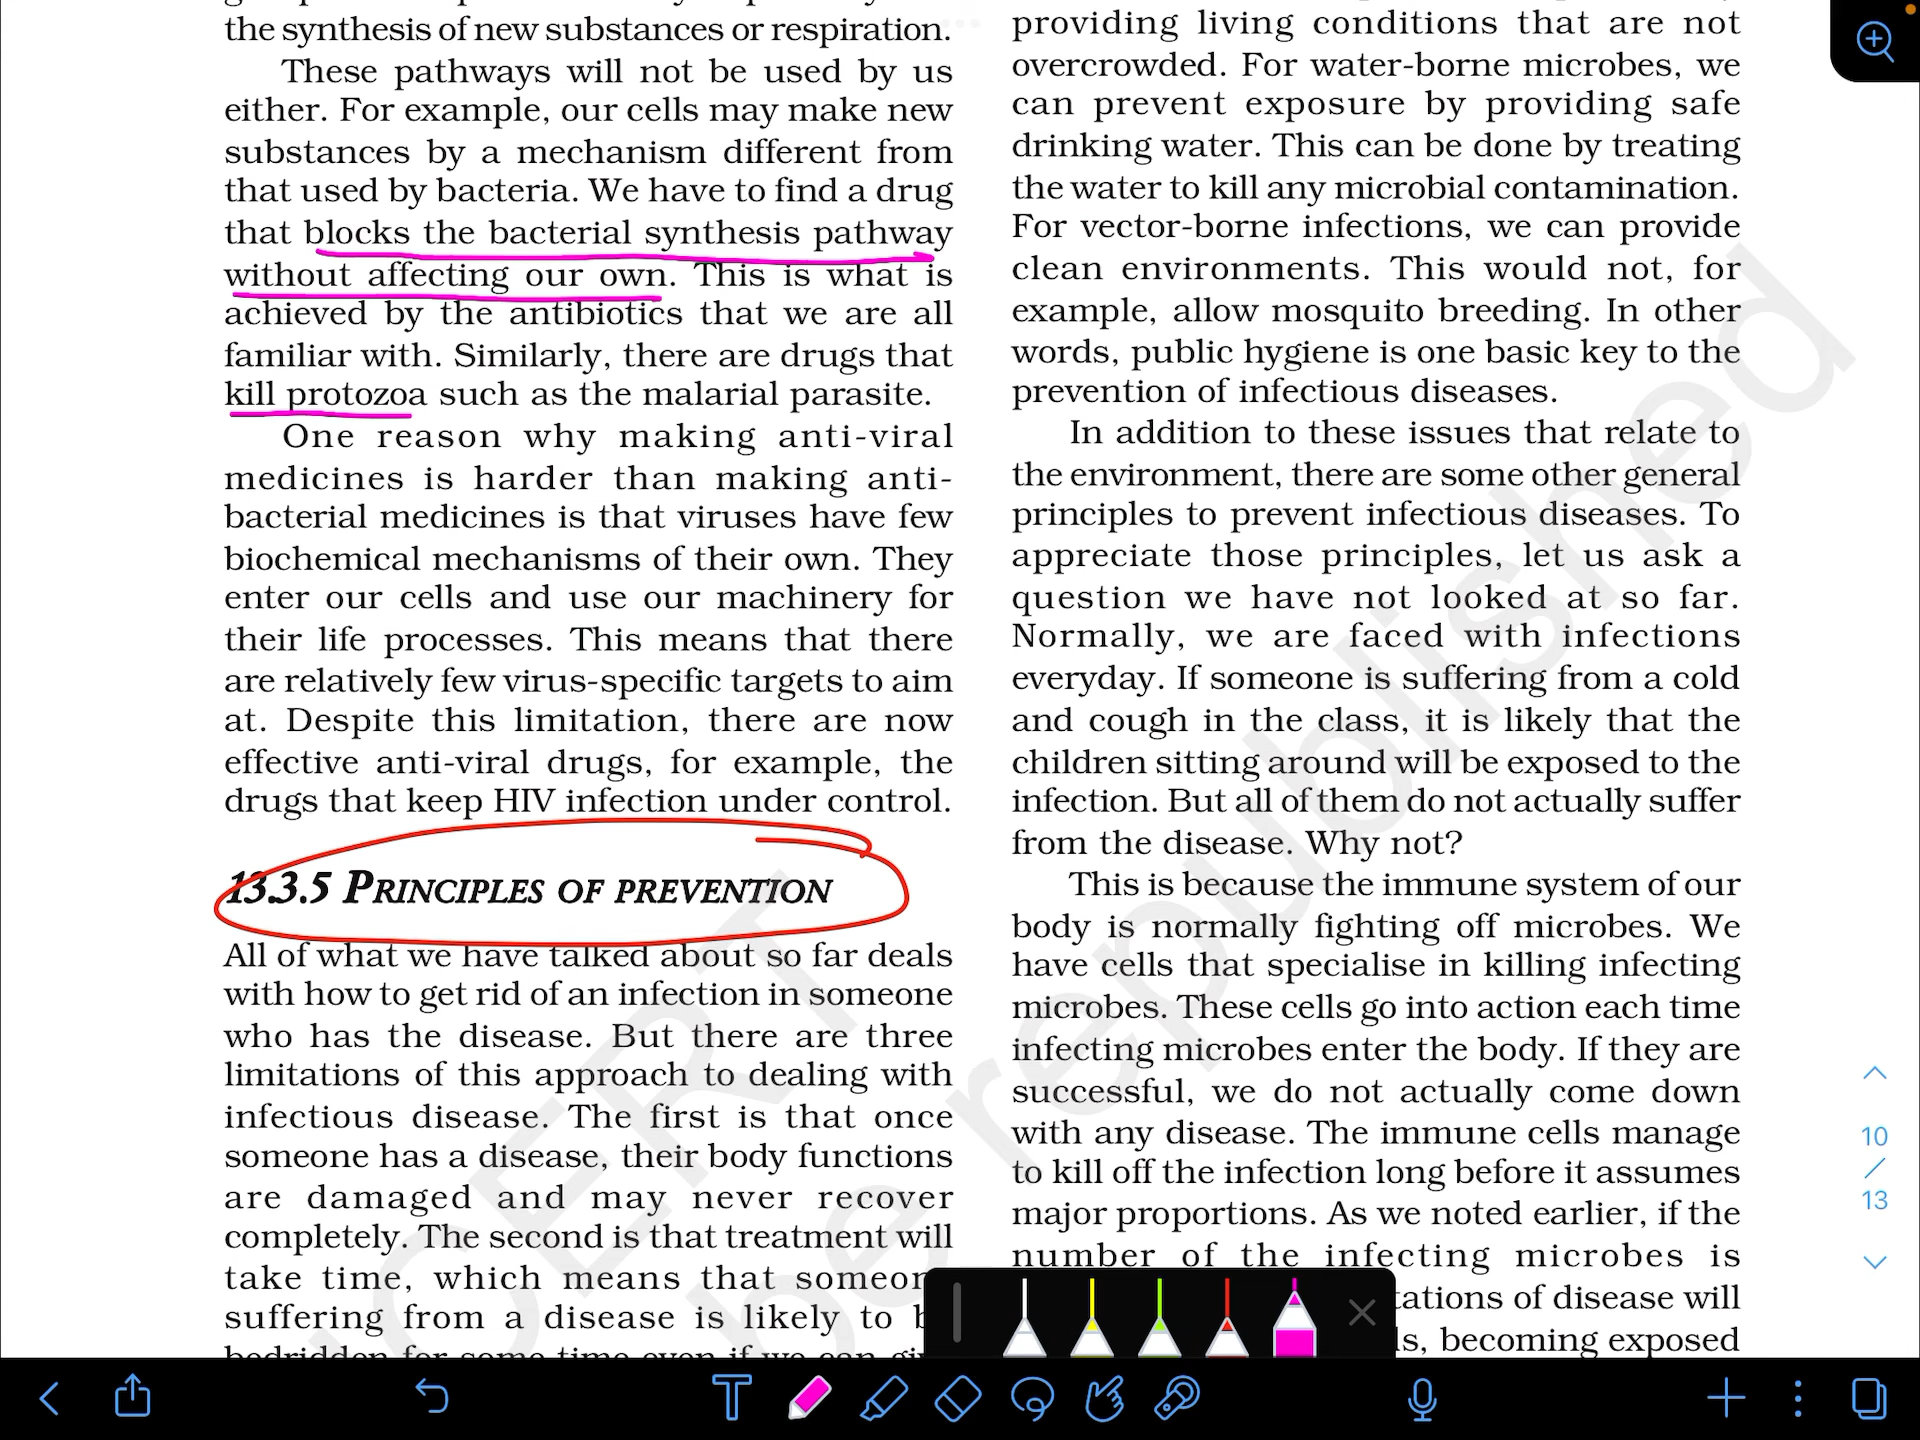 the synthesis of new substances or respiration.
These pathways will not be used by us
either. For example, our cells may make new
substances by a mechanism different from
that used by bacteria. We have to find a drug
that blocks the bacterial synthesis pathway
without affecting our own. This is what is
achieved by the antibiotics that we are all
familiar with. Similarly, there are drugs that
kill protozoa such as the malarial parasite.
One reason why making anti-viral
medicines is harder than making anti-
bacterial medicines is that viruses have few
biochemical mechanisms of their own. They
enter our cells and use our machinery for
their life processes. This means that there
are relatively few virus-specific targets to aim
at. Despite this limitation, there are now
effective anti-viral drugs, for example, the
drugs that keep HIV infection under control.
13.3.5 PRINCIPLES OF PREVENTION
All of what we have talked about so far deals
with how to get rid of an infection in someone
who has the disease. But there are three
limitations of this approach to dealing with
infectious disease. The first is that once
someone has a disease, their body functions
are damaged and may never recover
completely. The second is that treatment will
take time, which means that someon
suffering from a disease is likely to b
bedridden for some time even if we can giv
providing living conditions that are not
overcrowded. For water-borne microbes, we
can prevent exposure by providing safe
drinking water. This can be done by treating
the water to kill any microbial contamination.
For vector-borne infections, we can provide
clean environments. This would not, for
example, allow mosquito breeding. In other
words, public hygiene is one basic key to the
prevention of infectious diseases.
In addition to these issues that relate to
the environment, there are some other general
principles to prevent infectious diseases. To
appreciate those principles, let us ask a
question we have not looked at so far.
Normally, we are faced with infections
everyday. If someone is suffering from a cold
and cough in the class, it is likely that the
children sitting around will be exposed to the
infection. But all of them do not actually suffer
from the disease. Why not?
This is because the immune system of our
body is normally fighting off microbes. We
have cells that specialise in killing infecting
microbes. These cells go into action each time
infecting microbes enter the body. If they are
successful, we do not actually come down
with any disease. The immune cells manage
to kill off the infection long before it assumes
major proportions. As we noted earlier, if the
number of the infecting microbes is
tations of disease will
ls, becoming exposed
NCERT
be republished
10
/
13
T